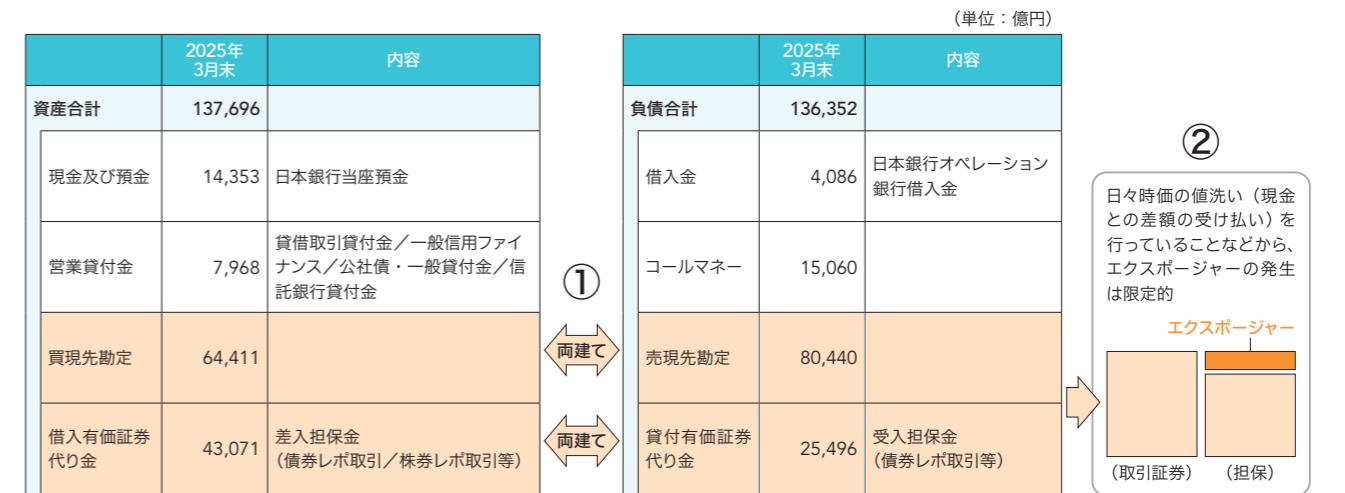 （単位：億円）
2025年
3月末
内容
資産合計
137,696
現金及び預金
14,353
日本銀行当座預金
営業貸付金
7,968
貸借取引貸付金／一般信用ファイ
ナンス／公社債・一般貸付金／信
託銀行貸付金
買現先勘定
64,411
借入有価証券
代り金
43,071
差入担保金
（債券レポ取引／株券レポ取引等）
①
両建て
両建て
2025年
3月末
内容
負債合計
136,352
借入金
4,086
日本銀行オペレーション
銀行借入金
コールマネー
15,060
売現先勘定
80,440
貸付有価証券
代り金
25,496
受入担保金
（債券レポ取引等）
②
日々時価の値洗い（現金
との差額の受け払い）を
行っていることなどから、
エクスポージャーの発生
は限定的
エクスポージャー
（取引証券）
（担保）